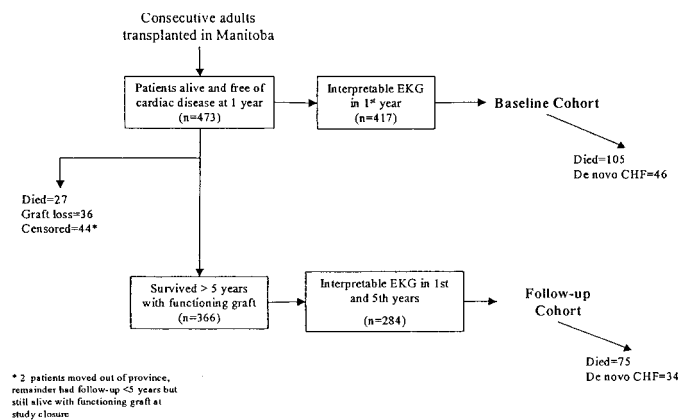 Consecutive adults
transplanted in Manitoba
Patients alive and free of
cardiac disease at 1 year
(n=473)
Interpretable EKG
in 1st year
(n=417)
Baseline Cohort
Died=105
De novo CHF=46
Died=27
Graft loss=36
Censored=44*
Survived > 5 years
with functioning graft
(n=366)
Interpretable EKG in 1st
and 5th years
(n=284)
Follow-up
Cohort
Died=75
De novo CHF=34
* 2 patients moved out of province,
remainder had follow-up <5 years but
still alive with functioning graft at
study closure